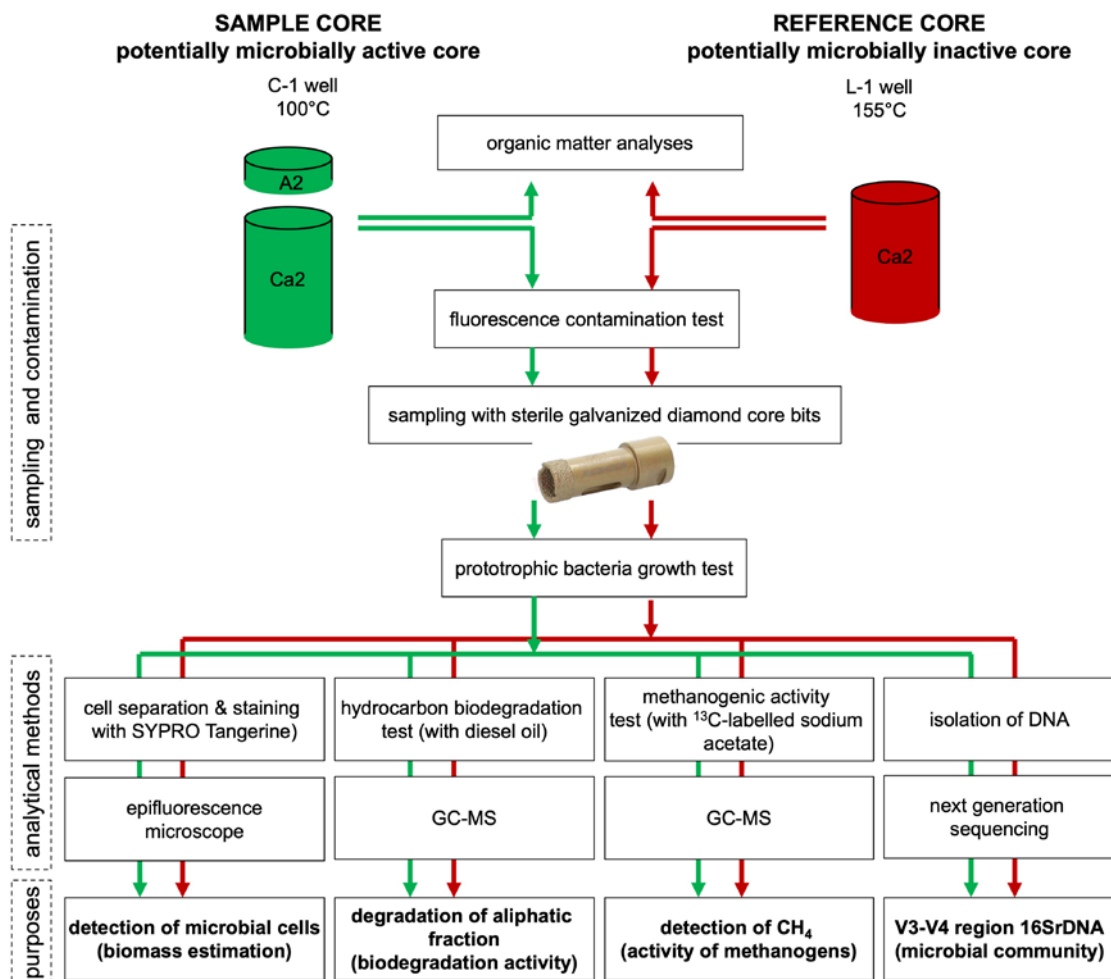 SAMPLE CORE
potentially microbially active core
C-1 well
100°C
REFERENCE CORE
potentially microbially inactive core
L-1 well
155°C
organic matter analyses
A2
Ca2
Ca2
fluorescence contamination test
sampling with sterile galvanized diamond core bits
prototrophic bacteria growth test
sampling and contamination
analytical methods
cell separation & staining
with SYPRO Tangerine)
hydrocarbon biodegradation
test (with diesel oil)
methanogenic activity
test (with ¹³C-labelled sodium
acetate)
isolation of DNA
epifluorescence
microscope
GC-MS
GC-MS
next generation
sequencing
purposes
detection of microbial cells
(biomass estimation)
degradation of aliphatic
fraction
(biodegradation activity)
detection of CH₄
(activity of methanogens)
V3-V4 region 16SrDNA
(microbial community)